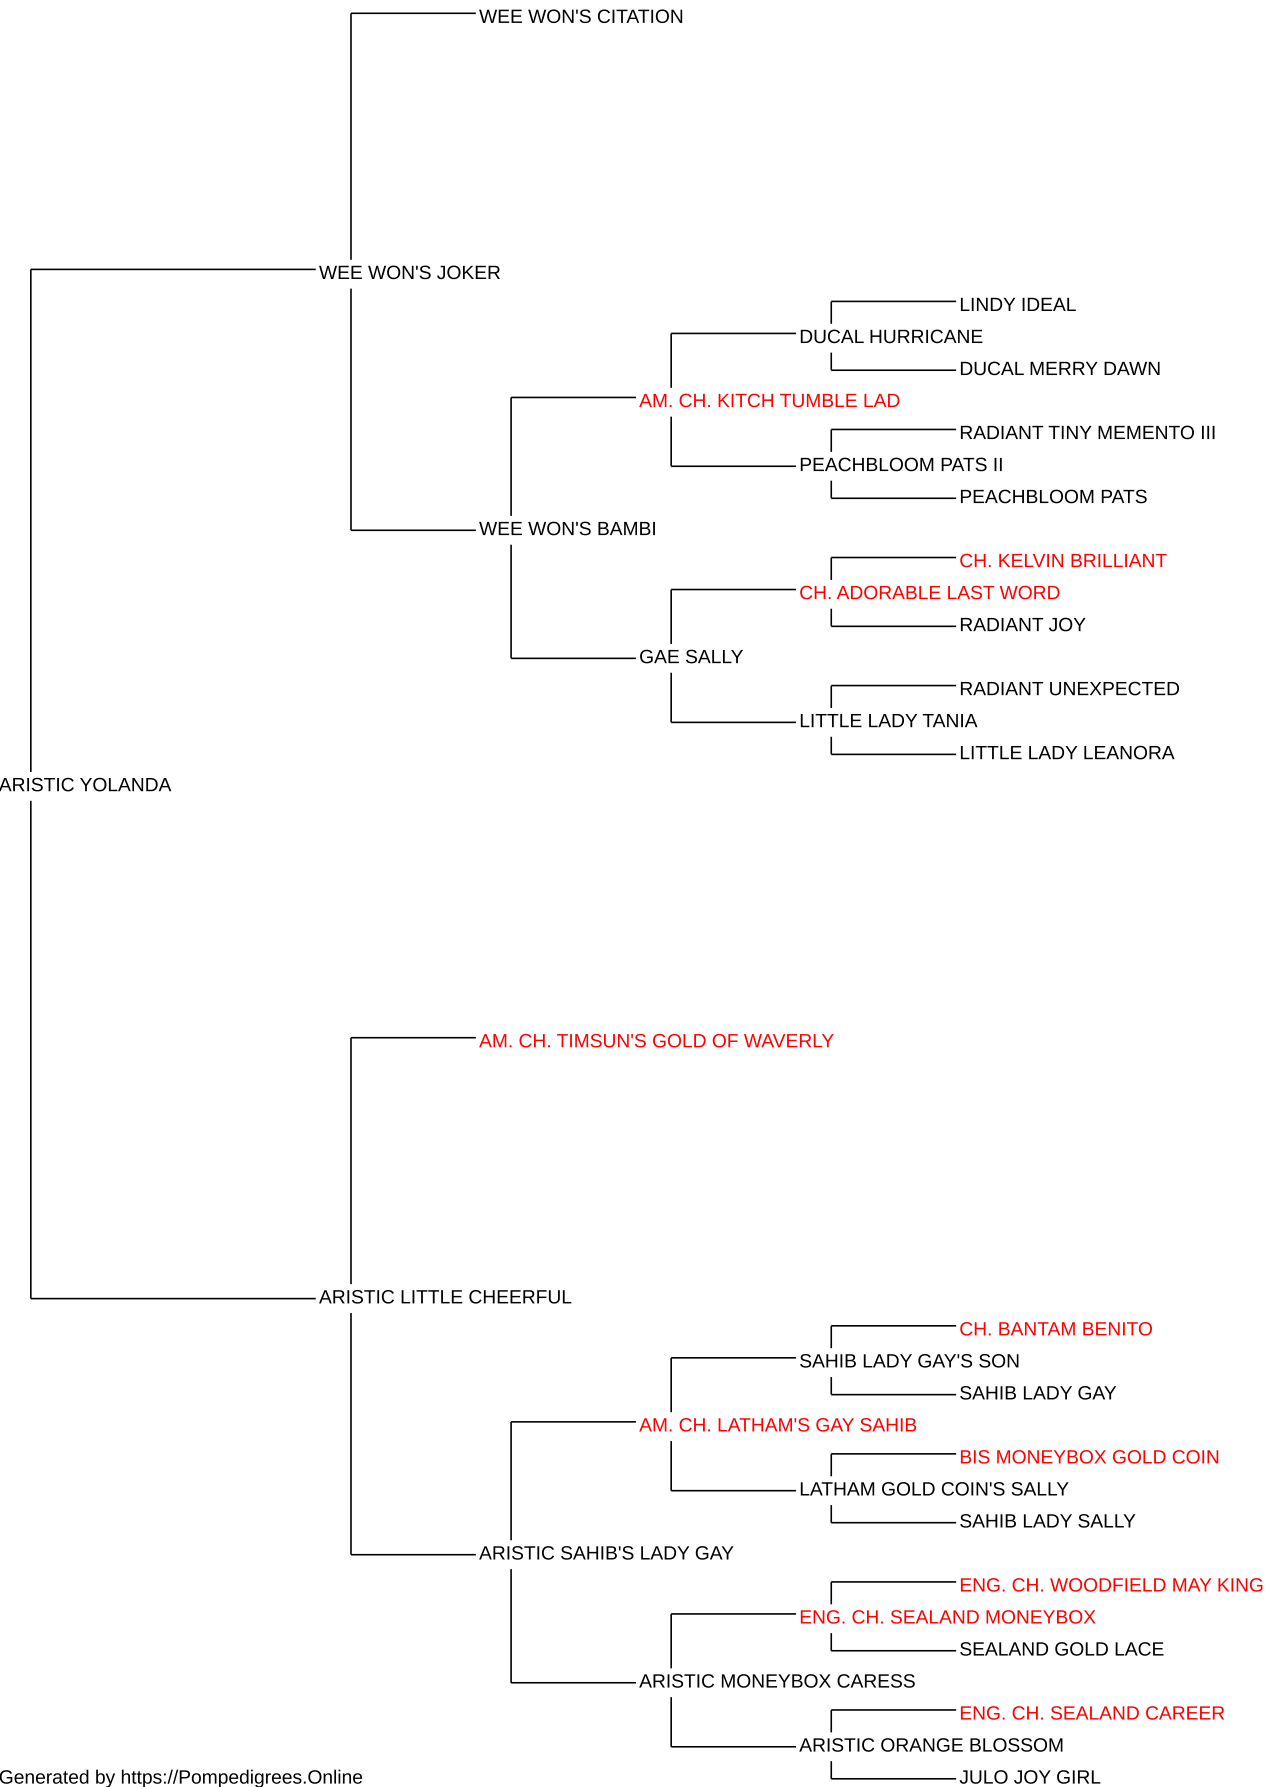 WEE WON'S CITATION
WEE WON'S JOKER
LINDY IDEAL
DUCAL HURRICANE
DUCAL MERRY DAWN
AM. CH. KITCH TUMBLE LAD
RADIANT TINY MEMENTO III
PEACHBLOOM PATS II
PEACHBLOOM PATS
WEE WON'S BAMBI
CH. KELVIN BRILLIANT
CH. ADORABLE LAST WORD
RADIANT JOY
GAE SALLY
RADIANT UNEXPECTED
LITTLE LADY TANIA
LITTLE LADY LEANORA
ARISTIC YOLANDA
AM. CH. TIMSUN'S GOLD OF WAVERLY
ARISTIC LITTLE CHEERFUL
CH. BANTAM BENITO
SAHIB LADY GAY'S SON
SAHIB LADY GAY
AM. CH. LATHAM'S GAY SAHIB
BIS MONEYBOX GOLD COIN
LATHAM GOLD COIN'S SALLY
SAHIB LADY SALLY
ARISTIC SAHIB'S LADY GAY
ENG. CH. WOODFIELD MAY KING
ENG. CH. SEALAND MONEYBOX
SEALAND GOLD LACE
ARISTIC MONEYBOX CARESS
ENG. CH. SEALAND CAREER
ARISTIC ORANGE BLOSSOM
JULO JOY GIRL
Generated by https://Pompedigrees.Online